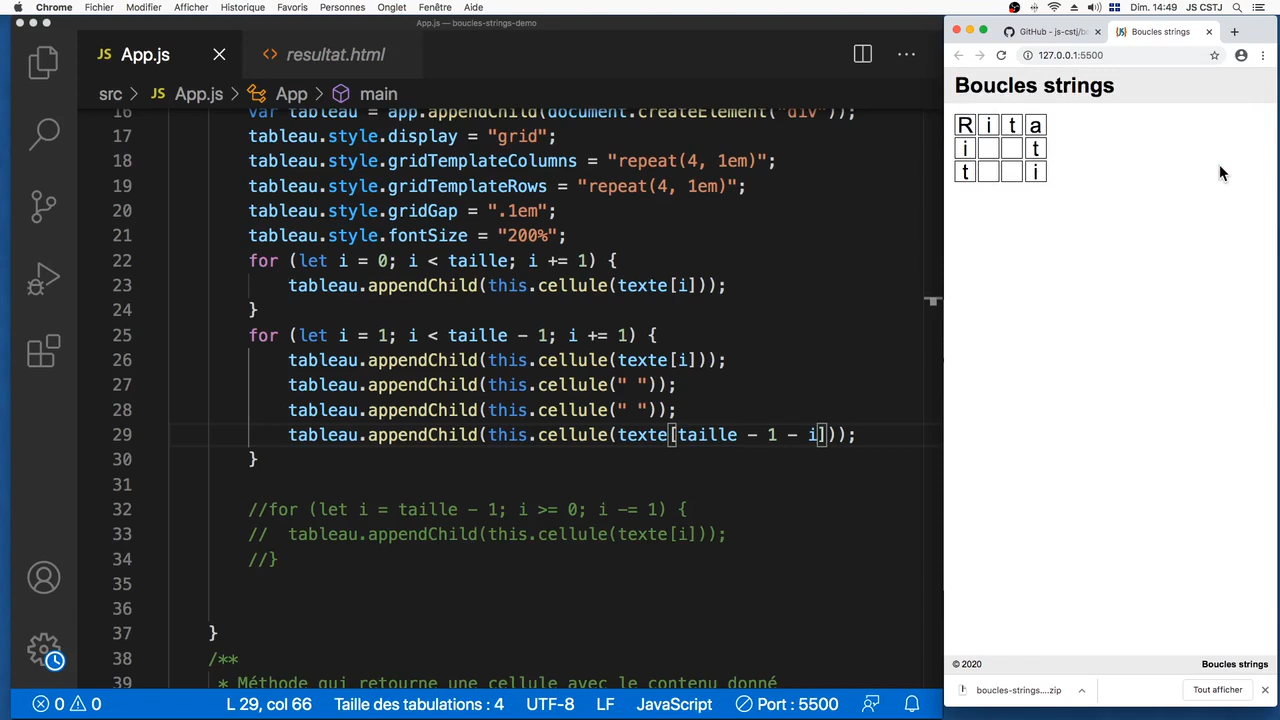 Chrome Fichier Modifier Afficher Historique Favoris Personnes Onglet Fenêtre Aide
Dim. 14:49 JS CSTJ
App.js — boucles-strings-demo
JS App.js
<> resultat.html
src > JS App.js > App > main
16 var tableau = app.appendChild(document.createElement("div"));
17 tableau.style.display = "grid";
18 tableau.style.gridTemplateColumns = "repeat(4, 1em)";
19 tableau.style.gridTemplateRows = "repeat(4, 1em)";
20 tableau.style.gridGap = ".1em";
21 tableau.style.fontSize = "200%";
22 for (let i = 0; i < taille; i += 1) {
23 tableau.appendChild(this.cellule(texte[i]));
24 }
25 for (let i = 1; i < taille - 1; i += 1) {
26 tableau.appendChild(this.cellule(texte[i]));
27 tableau.appendChild(this.cellule(" "));
28 tableau.appendChild(this.cellule(" "));
29 tableau.appendChild(this.cellule(texte[taille - 1 - i]));
30 }
31
32 //for (let i = taille - 1; i >= 0; i -= 1) {
33 // tableau.appendChild(this.cellule(texte[i]));
34 //}
35
36
37 }
38 /**
39 * Méthode qui retourne une cellule avec le contenu donné
0 0
L 29, col 66
Taille des tabulations : 4
UTF-8
LF
JavaScript
Port : 5500
GitHub - js-cstj/bo
Boucles strings
127.0.0.1:5500
Boucles strings
R i t a
i t
t i
© 2020
Boucles strings
boucles-strings....zip
Tout afficher